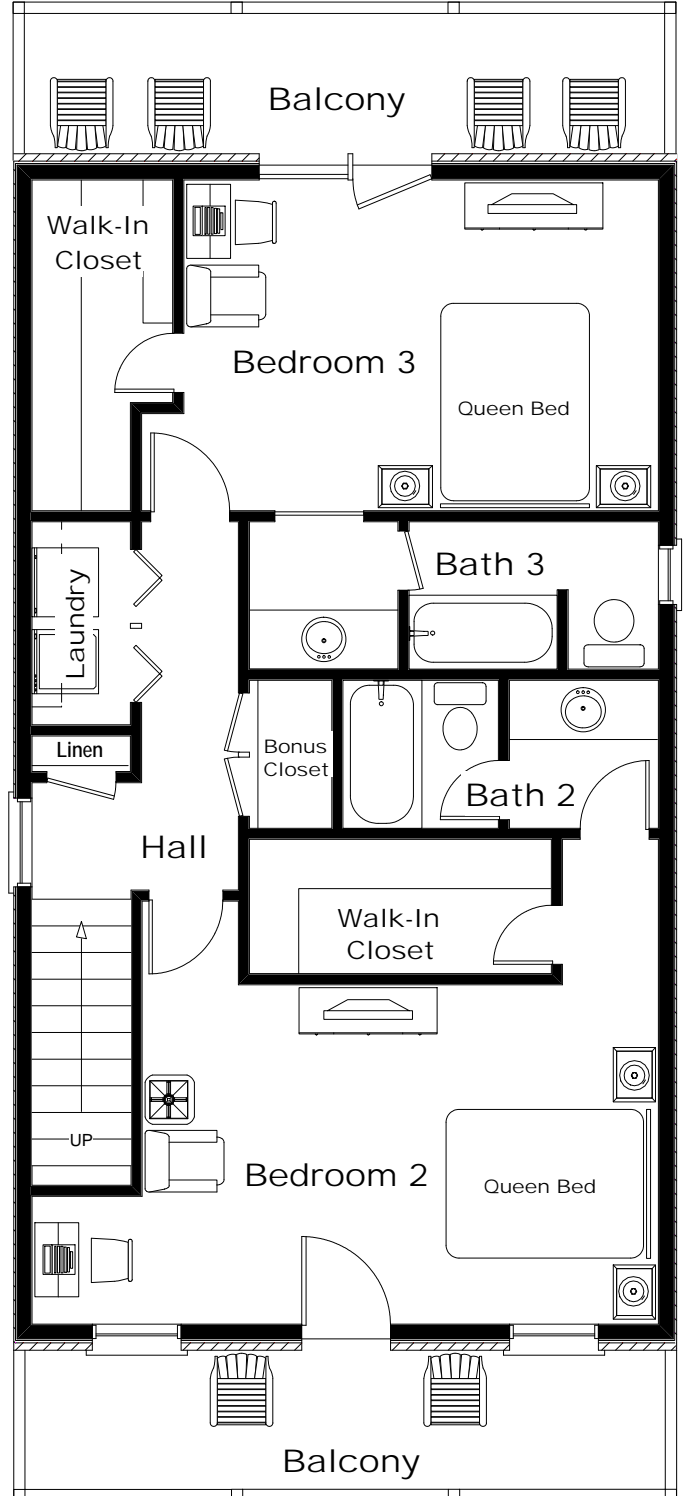 Balcony
Walk-In
Closet
Bedroom 3
Queen Bed
Bath 3
Laundry
Linen
Bonus
Closet
Bath 2
Hall
Walk-In
Closet
UP
Bedroom 2
Queen Bed
Balcony